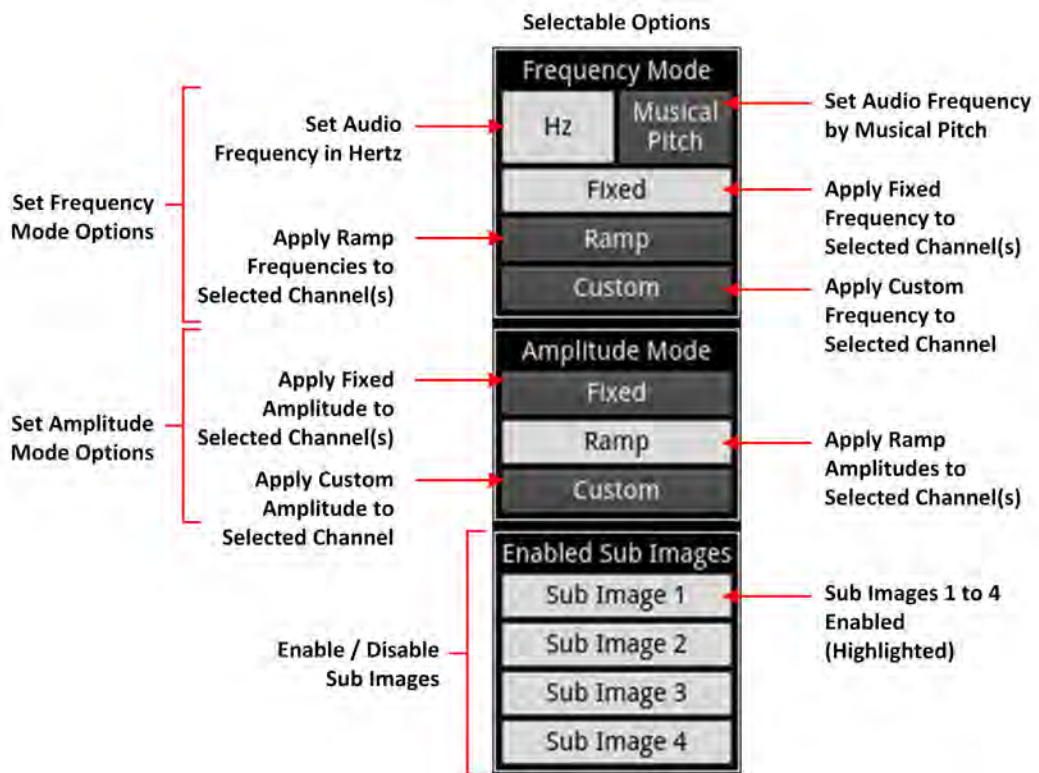 Selectable Options
Frequency Mode
Hz
Musical
Pitch
Set Audio
Frequency in Hertz
Set Audio Frequency
by Musical Pitch
Set Frequency
Mode Options
Fixed
Apply Fixed
Frequency to
Selected Channel(s)
Apply Ramp
Frequencies to
Selected Channel(s)
Ramp
Custom
Apply Custom
Frequency to
Selected Channel
Amplitude Mode
Apply Fixed
Amplitude to
Selected Channel(s)
Fixed
Set Amplitude
Mode Options
Ramp
Apply Ramp
Amplitudes to
Selected Channel(s)
Apply Custom
Amplitude to
Selected Channel
Custom
Enabled Sub Images
Sub Image 1
Sub Images 1 to 4
Enabled
(Highlighted)
Enable / Disable
Sub Images
Sub Image 2
Sub Image 3
Sub Image 4